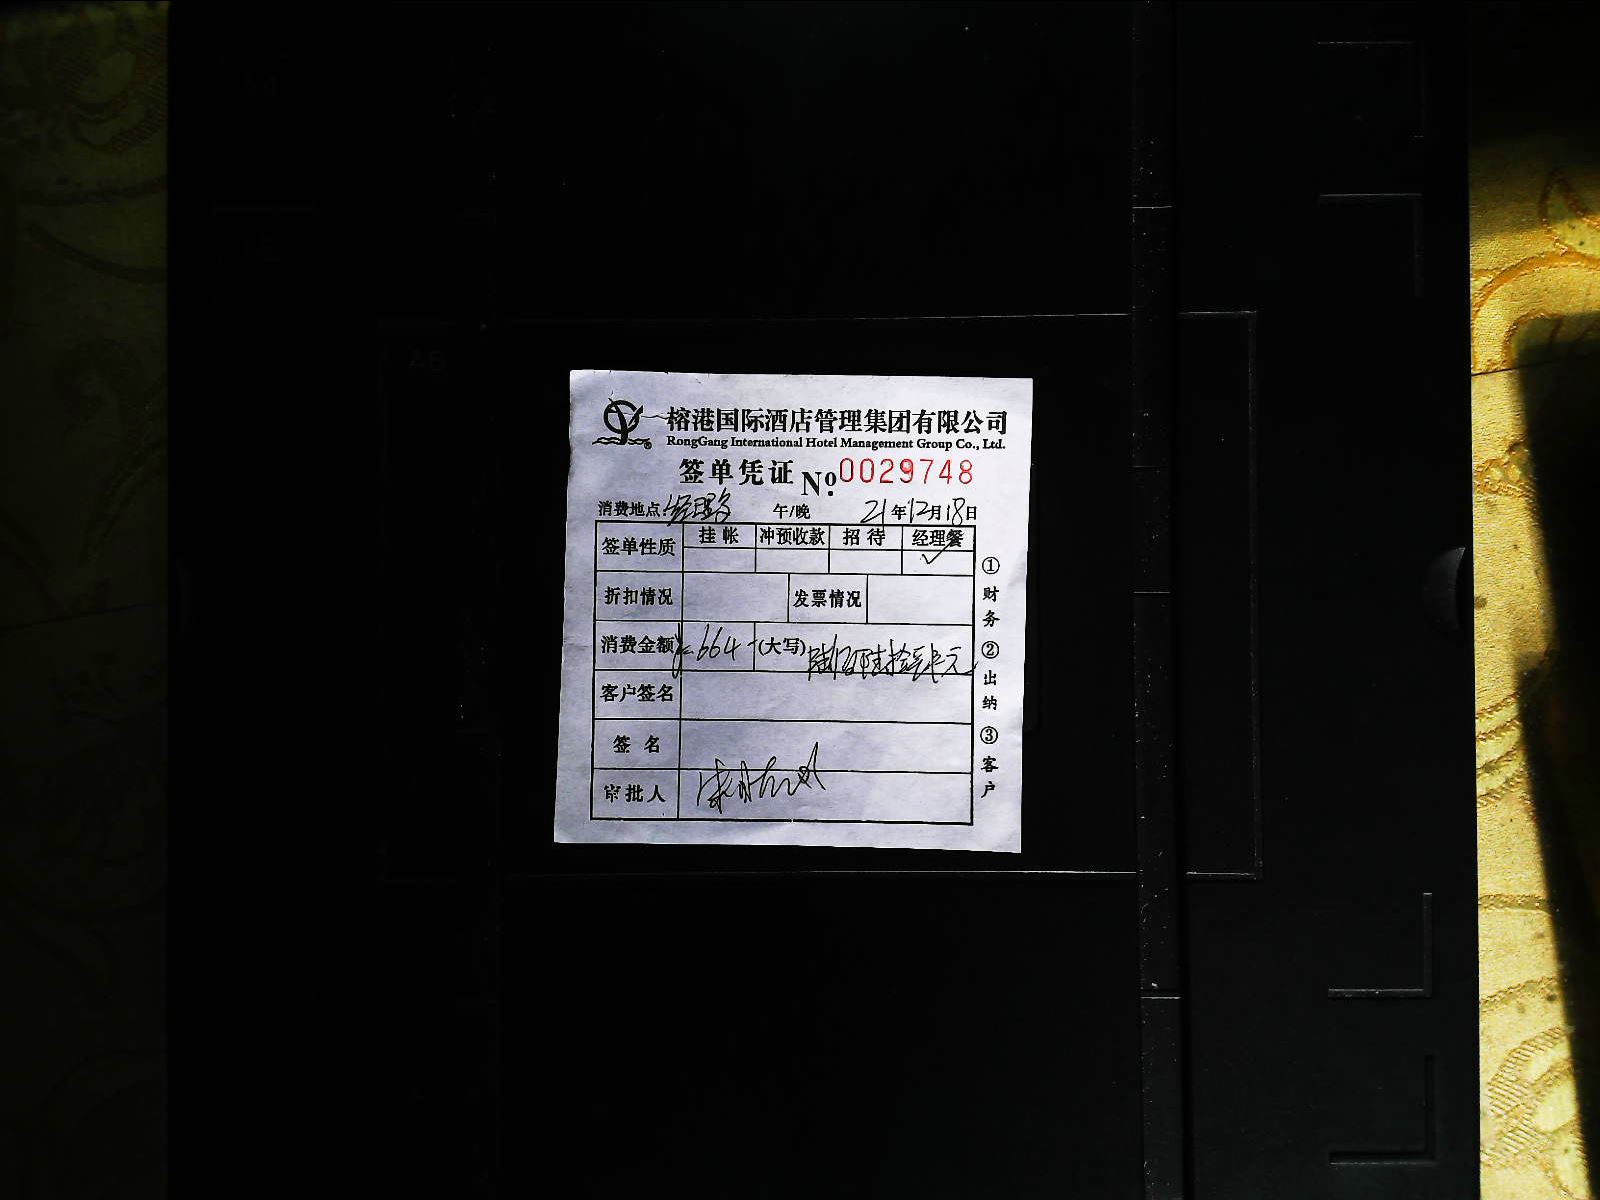 榕港国际酒店管理集团有限公司
RongGang International Hotel Management Group Co., Ltd.
签单凭证 No. 0029748
消费地点: 午/晚 21年12月18日
签单性质 挂帐 冲预收款 招待 经理餐
折扣情况 发票情况
消费金额 664 (大写)
客户签名
签名
审批人
①财务 ②出纳 ③客户